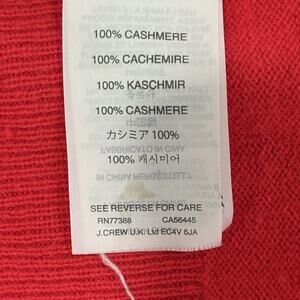 100% CASHMERE
100% CACHEMIRE
100% KASCHMIR
100% CASHMERE
カシミア 100%
100% 캐시미어
SEE REVERSE FOR CARE
RN77388 CA56445
J.CREW U.K. Ltd EC4V 6JA